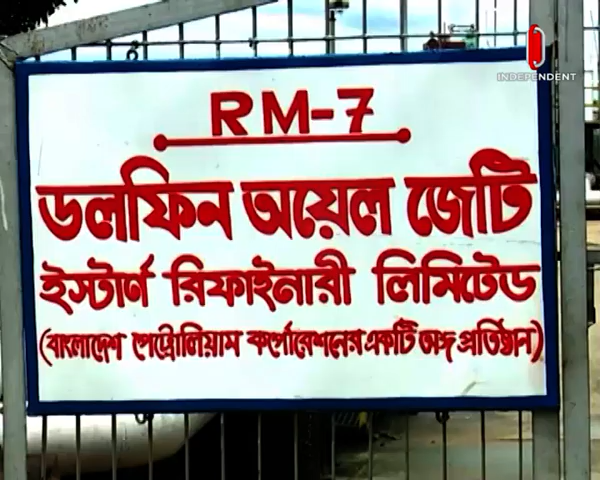 INDEPENDENT
RM-7
ডলফিন অয়েল জেটি
ইস্টার্ণ রিফাইনারী লিমিটেড
(বাংলাদেশ পেট্রোলিয়াম কর্পোরেশনের একটি অঙ্গ প্রতিষ্ঠান)